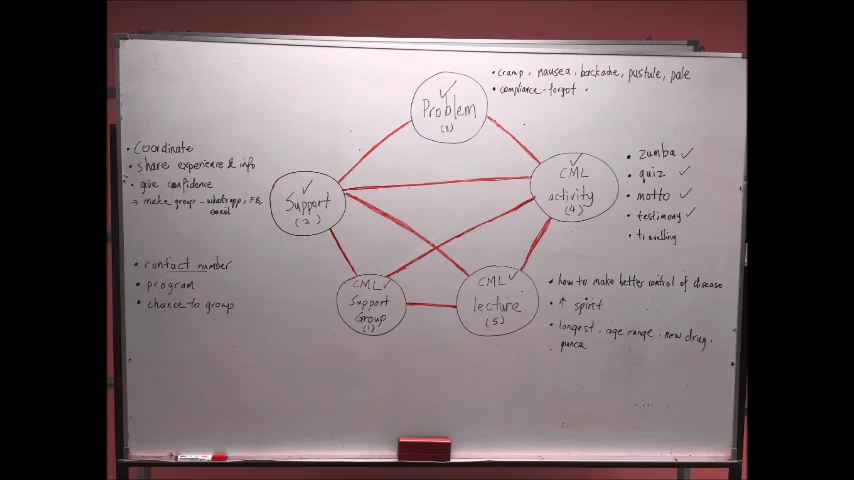 • cramp, nausea, backache, pustule, pale
• compliance - forgot
✓
Problem
(3)
• Coordinate
• share experience & info
• give confidence
→ make group - whatsapp, FB,
email
✓
Support
(2)
✓
CML
activity
(4)
• zumba ✓
• quiz ✓
• motto ✓
• testimony ✓
• travelling
• contact number
• program
• chance to group
CML ✓
Support
Group
(1)
CML ✓
lecture
(5)
• how to make better control of disease
• ↑ spirit
• longest, age range, new drug,